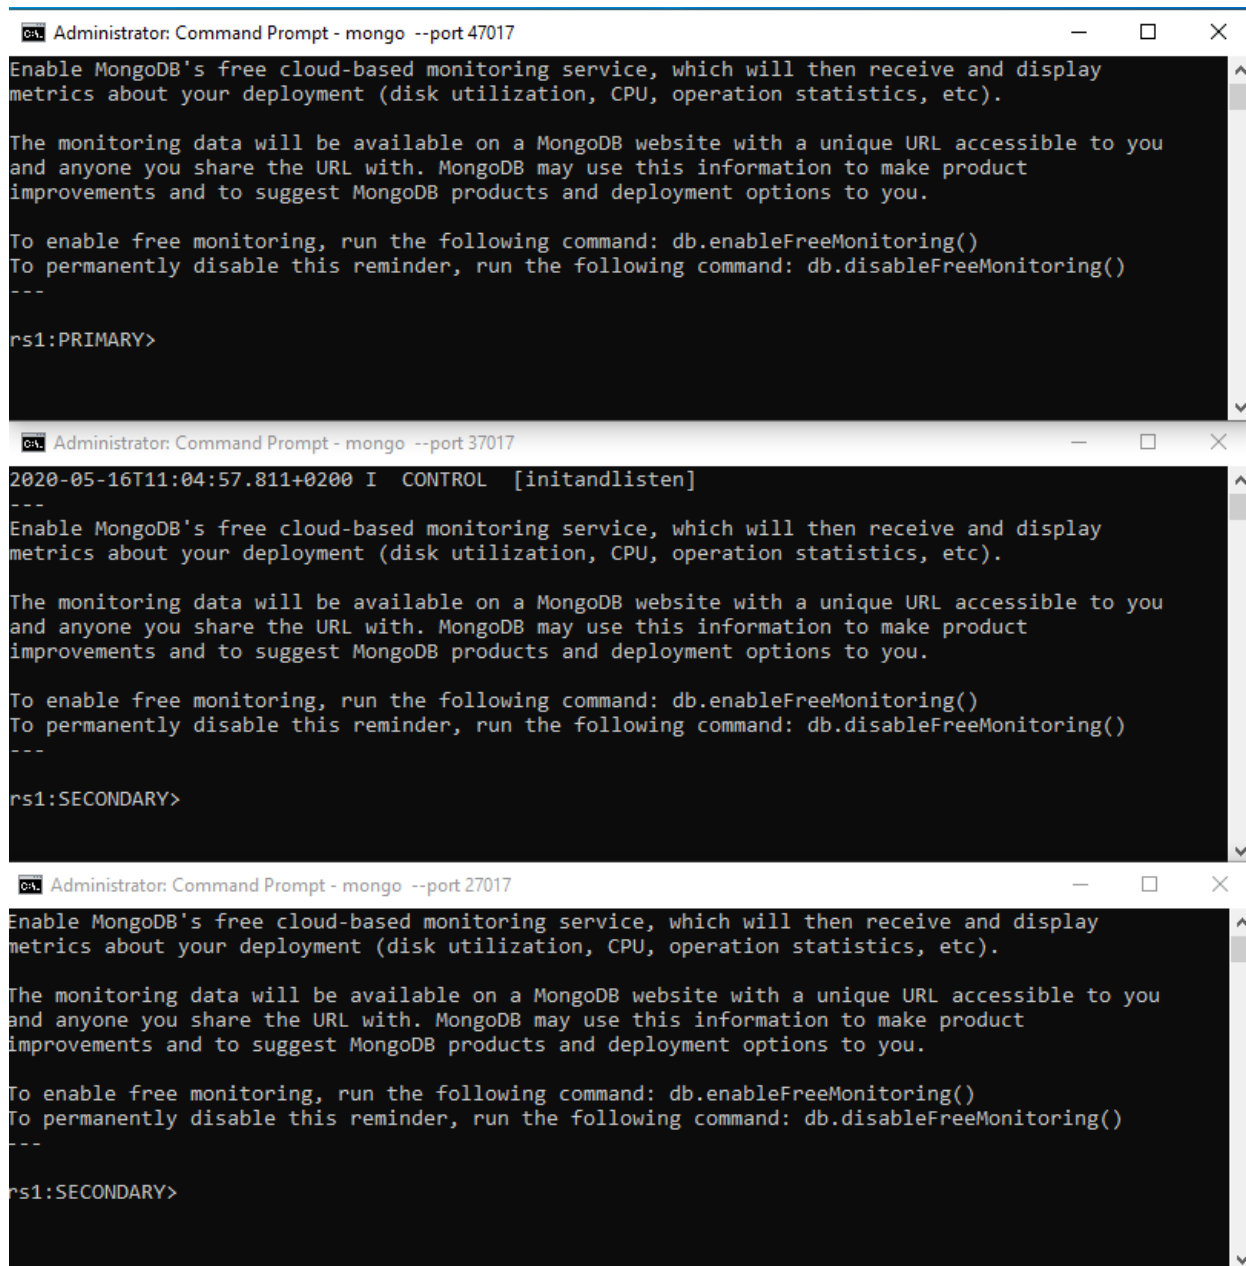 Administrator: Command Prompt - mongo  --port 47017
Enable MongoDB's free cloud-based monitoring service, which will then receive and display
metrics about your deployment (disk utilization, CPU, operation statistics, etc).
The monitoring data will be available on a MongoDB website with a unique URL accessible to you
and anyone you share the URL with. MongoDB may use this information to make product
improvements and to suggest MongoDB products and deployment options to you.
To enable free monitoring, run the following command: db.enableFreeMonitoring()
To permanently disable this reminder, run the following command: db.disableFreeMonitoring()
---
rs1:PRIMARY>
Administrator: Command Prompt - mongo  --port 37017
2020-05-16T11:04:57.811+0200 I  CONTROL  [initandlisten]
---
Enable MongoDB's free cloud-based monitoring service, which will then receive and display
metrics about your deployment (disk utilization, CPU, operation statistics, etc).
The monitoring data will be available on a MongoDB website with a unique URL accessible to you
and anyone you share the URL with. MongoDB may use this information to make product
improvements and to suggest MongoDB products and deployment options to you.
To enable free monitoring, run the following command: db.enableFreeMonitoring()
To permanently disable this reminder, run the following command: db.disableFreeMonitoring()
---
rs1:SECONDARY>
Administrator: Command Prompt - mongo  --port 27017
Enable MongoDB's free cloud-based monitoring service, which will then receive and display
metrics about your deployment (disk utilization, CPU, operation statistics, etc).
The monitoring data will be available on a MongoDB website with a unique URL accessible to you
and anyone you share the URL with. MongoDB may use this information to make product
improvements and to suggest MongoDB products and deployment options to you.
To enable free monitoring, run the following command: db.enableFreeMonitoring()
To permanently disable this reminder, run the following command: db.disableFreeMonitoring()
---
rs1:SECONDARY>